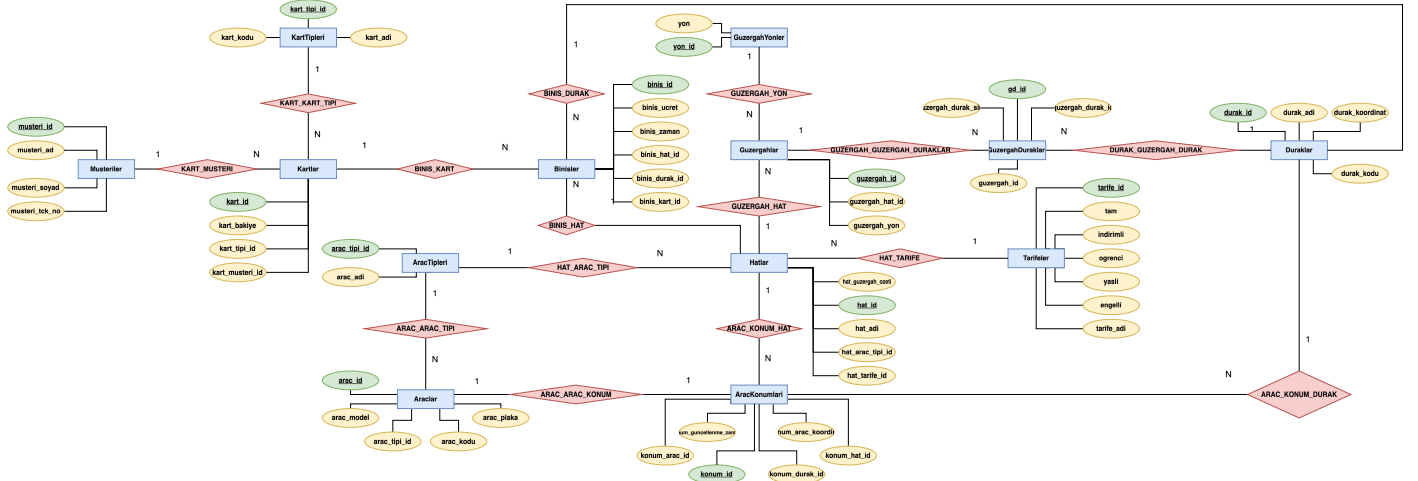 kart_tipi_id
kart_kodu
KartTipleri
kart_adi
1
KART_KART_TIPI
N
musteri_id
musteri_ad
Musteriler
musteri_soyad
musteri_tck_no
1
KART_MUSTERI
N
Kartlar
kart_id
kart_bakiye
kart_tipi_id
kart_musteri_id
1
BINIS_KART
N
1
BINIS_DURAK
N
Binisler
binis_id
binis_ucret
binis_zaman
binis_hat_id
binis_durak_id
binis_kart_id
1
N
BINIS_HAT
yon
yon_id
GuzergahYonler
1
GUZERGAH_YON
N
Guzergahlar
guzergah_id
guzergah_hat_id
guzergah_yon
1
GUZERGAH_GUZERGAH_DURAKLAR
N
gd_id
GuzergahDuraklar
guzergah_id
N
DURAK_GUZERGAH_DURAK
1
durak_id
durak_adi
durak_koordinat
Duraklar
durak_kodu
N
GUZERGAH_HAT
1
Hatlar
N
HAT_TARIFE
1
Tarifeler
tarife_id
tam
indirimli
ogrenci
yasli
engelli
tarife_adi
arac_tipi_id
arac_adi
AracTipleri
1
HAT_ARAC_TIPI
N
hat_guzergah_ozeti
hat_id
hat_adi
hat_arac_tipi_id
hat_tarife_id
1
ARAC_ARAC_TIPI
N
1
ARAC_KONUM_HAT
N
arac_id
arac_model
Araclar
arac_plaka
arac_tipi_id
arac_kodu
1
ARAC_ARAC_KONUM
1
AracKonumlari
konum_arac_id
konum_id
konum_durak_id
konum_hat_id
N
1
ARAC_KONUM_DURAK